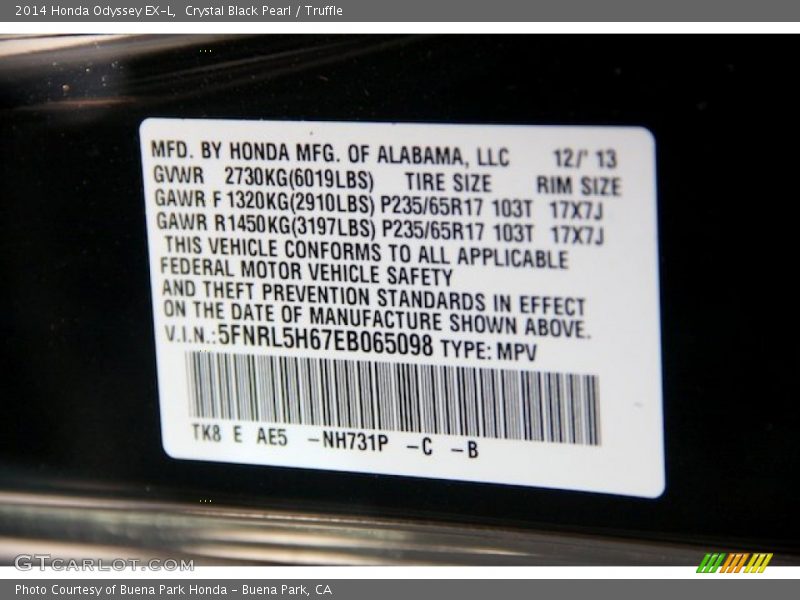 2014 Honda Odyssey EX-L,  Crystal Black Pearl / Truffle
MFD. BY HONDA MFG. OF ALABAMA, LLC 12/' 13
GVWR 2730KG(6019LBS) TIRE SIZE RIM SIZE
GAWR F 1320KG(2910LBS) P235/65R17 103T 17X7J
GAWR R1450KG(3197LBS) P235/65R17 103T 17X7J
THIS VEHICLE CONFORMS TO ALL APPLICABLE
FEDERAL MOTOR VEHICLE SAFETY
AND THEFT PREVENTION STANDARDS IN EFFECT
ON THE DATE OF MANUFACTURE SHOWN ABOVE.
V.I.N.:5FNRL5H67EB065098 TYPE: MPV
TK8 E AE5 -NH731P -C -B
GTCARLOT.COM
Photo Courtesy of Buena Park Honda - Buena Park, CA